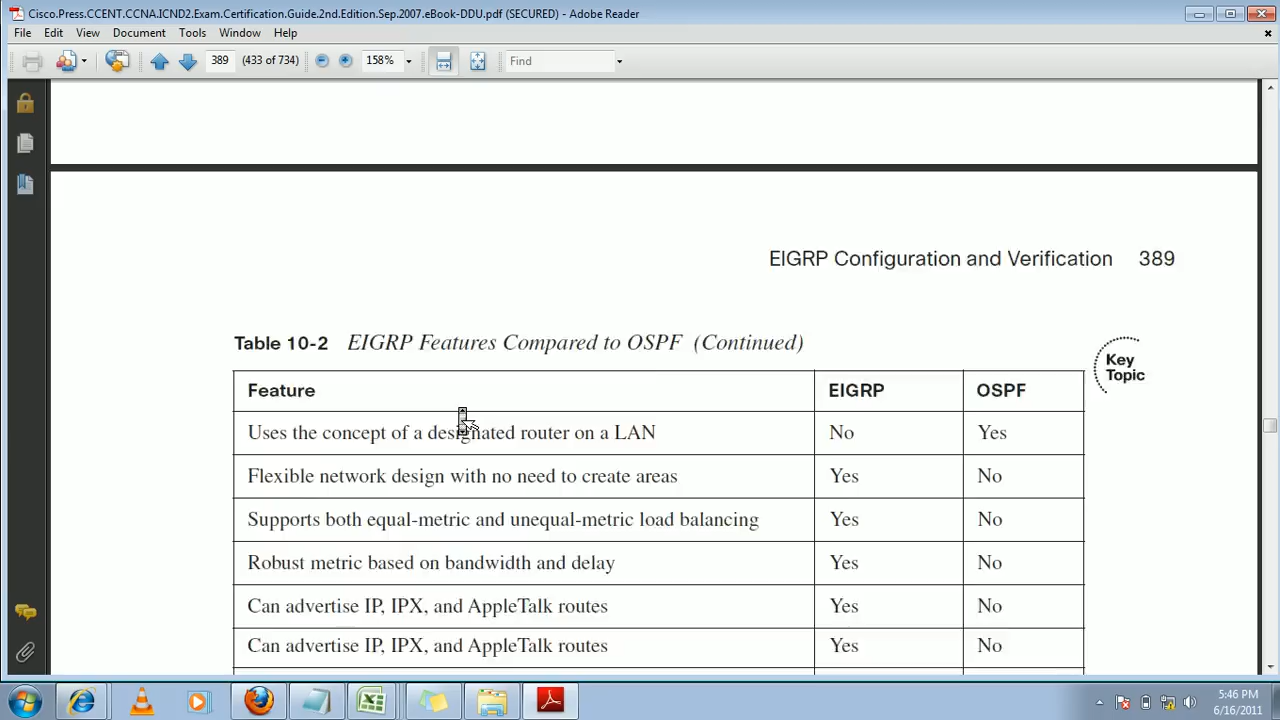 Cisco.Press.CCENT.CCNA.ICND2.Exam.Certification.Guide.2nd.Edition.Sep.2007.eBook-DDU.pdf (SECURED) - Adobe Reader
File Edit View Document Tools Window Help
389 (433 of 734) 158% Find
EIGRP Configuration and Verification 389
Table 10-2 EIGRP Features Compared to OSPF (Continued)
Key
Topic
Feature EIGRP OSPF
Uses the concept of a designated router on a LAN No Yes
Flexible network design with no need to create areas Yes No
Supports both equal-metric and unequal-metric load balancing Yes No
Robust metric based on bandwidth and delay Yes No
Can advertise IP, IPX, and AppleTalk routes Yes No
Can advertise IP, IPX, and AppleTalk routes Yes No
5:46 PM
6/16/2011